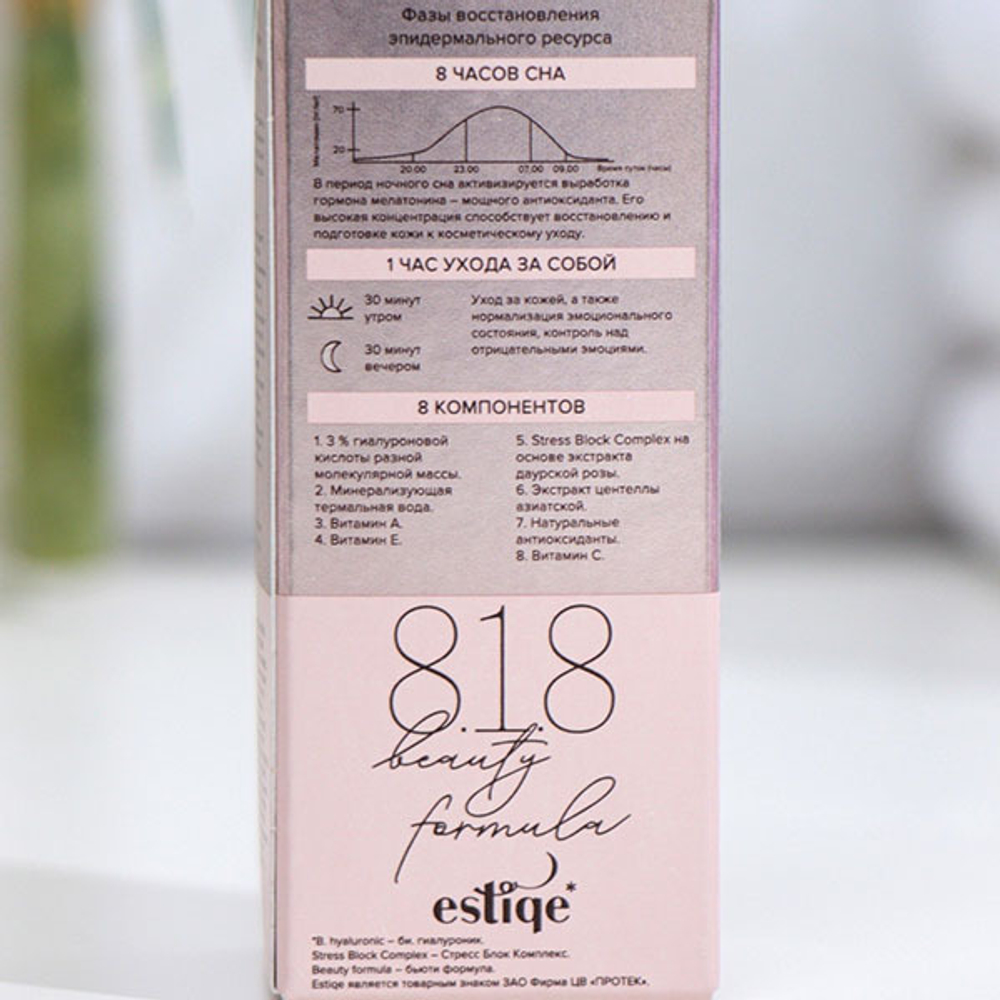 Фазы восстановления
эпидермального ресурса
8 ЧАСОВ СНА
70
20
20.00 23.00 07.00 09.00 Время суток (часы)
В период ночного сна активизируется выработка
гормона мелатонина – мощного антиоксиданта. Его
высокая концентрация способствует восстановлению и
подготовке кожи к косметическому уходу.
1 ЧАС УХОДА ЗА СОБОЙ
30 минут
утром
30 минут
вечером
Уход за кожей, а также
нормализация эмоционального
состояния, контроль над
отрицательными эмоциями.
8 КОМПОНЕНТОВ
1. 3 % гиалуроновой
кислоты разной
молекулярной массы.
2. Минерализующая
термальная вода.
3. Витамин А.
4. Витамин Е.
5. Stress Block Complex на
основе экстракта
даурской розы.
6. Экстракт центеллы
азиатской.
7. Натуральные
антиоксиданты.
8. Витамин С.
8.1.8
beauty
formula
estiqe*
*B. hyaluronic – би. гиалуроник.
Stress Block Complex – Стресс Блок Комплекс.
Beauty formula – бьюти формула.
Estiqe является товарным знаком ЗАО Фирма ЦВ «ПРОТЕК».